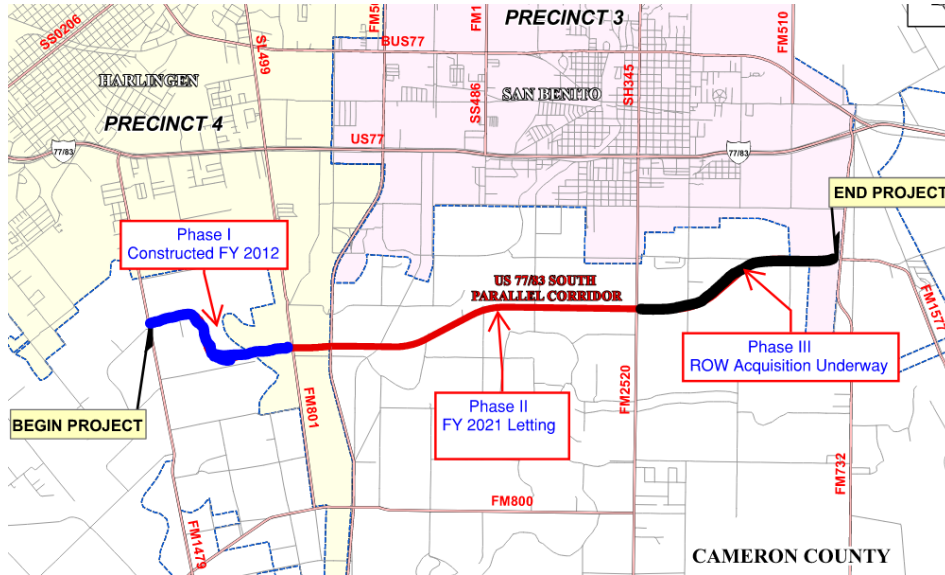 PRECINCT 3
SS0206
SL499
FM50
BUS77
FM1
FM510
HARLINGEN
SS486
SAN BENITO
SH345
PRECINCT 4
US77
77/83
77/83
END PROJECT
Phase I
Constructed FY 2012
US 77/83 SOUTH
PARALLEL CORRIDOR
FM1577
Phase III
ROW Acquisition Underway
BEGIN PROJECT
FM801
Phase II
FY 2021 Letting
FM2520
FM732
FM800
FM1479
CAMERON COUNTY